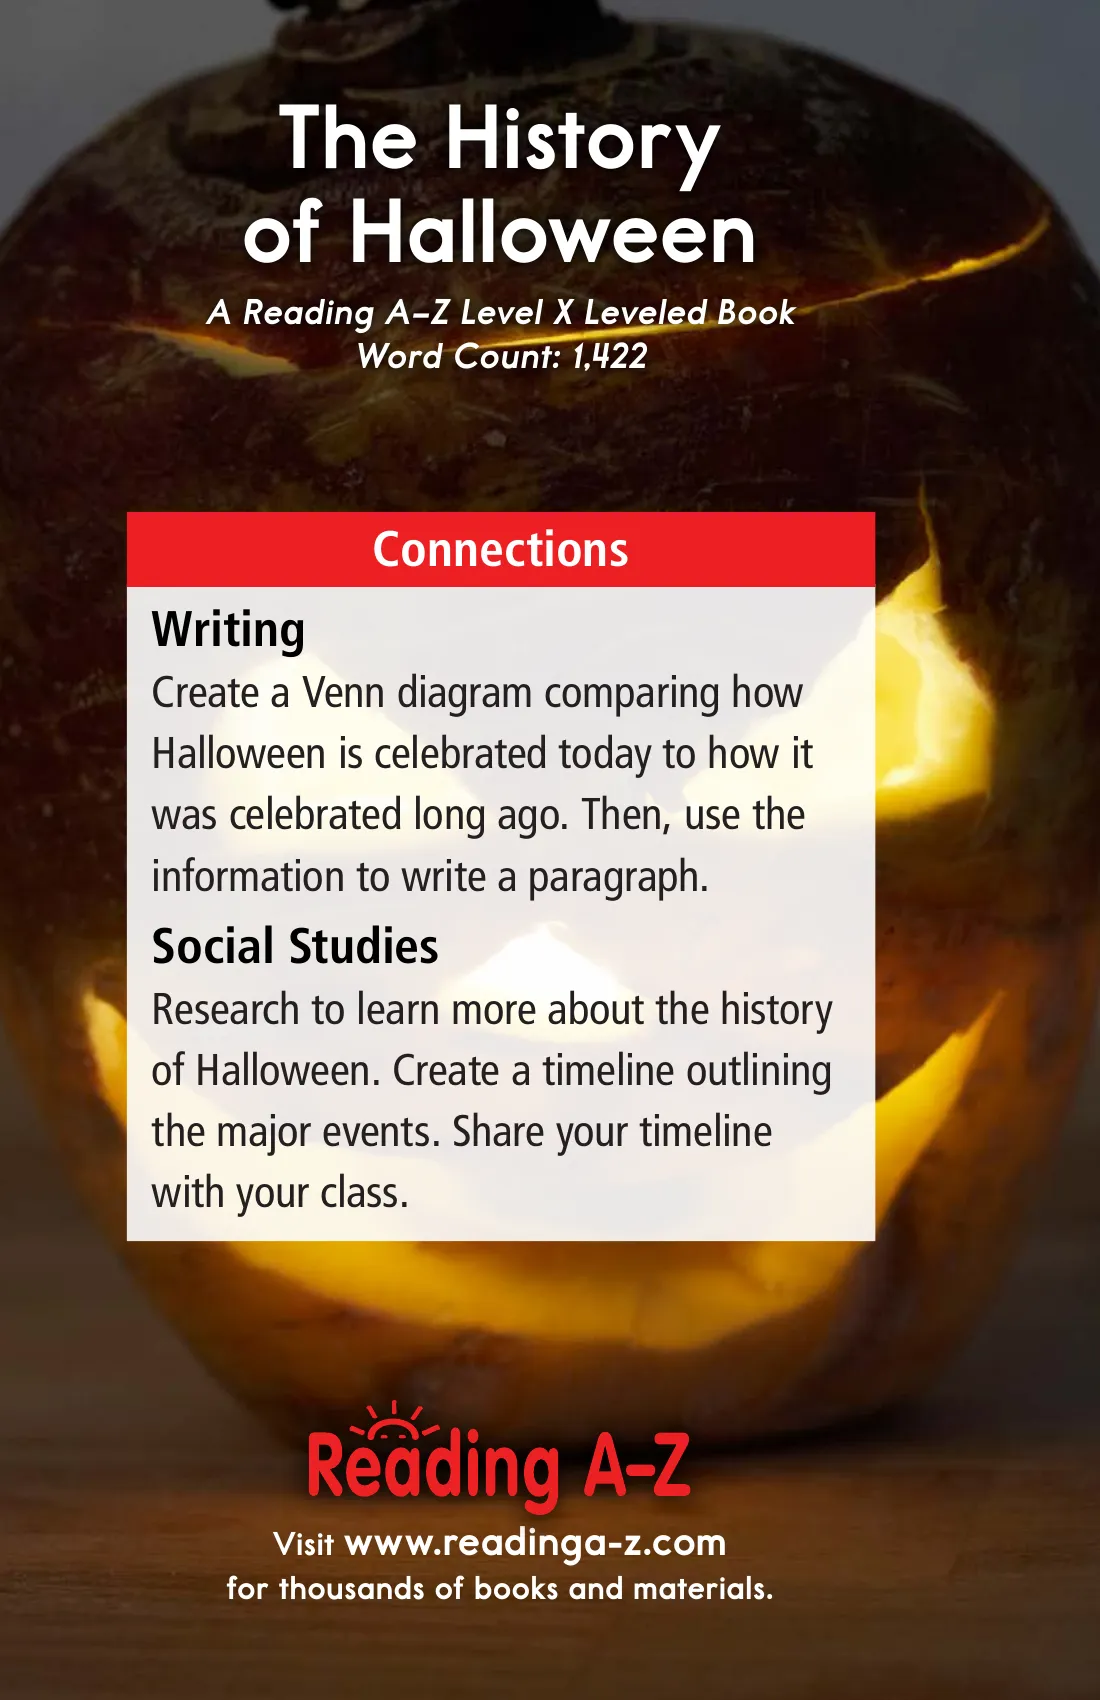 The History
of Halloween
A Reading A–Z Level X Leveled Book
Word Count: 1,422
Connections
Writing
Create a Venn diagram comparing how
Halloween is celebrated today to how it
was celebrated long ago. Then, use the
information to write a paragraph.
Social Studies
Research to learn more about the history
of Halloween. Create a timeline outlining
the major events. Share your timeline
with your class.
Reading A–Z
Visit www.readinga-z.com
for thousands of books and materials.